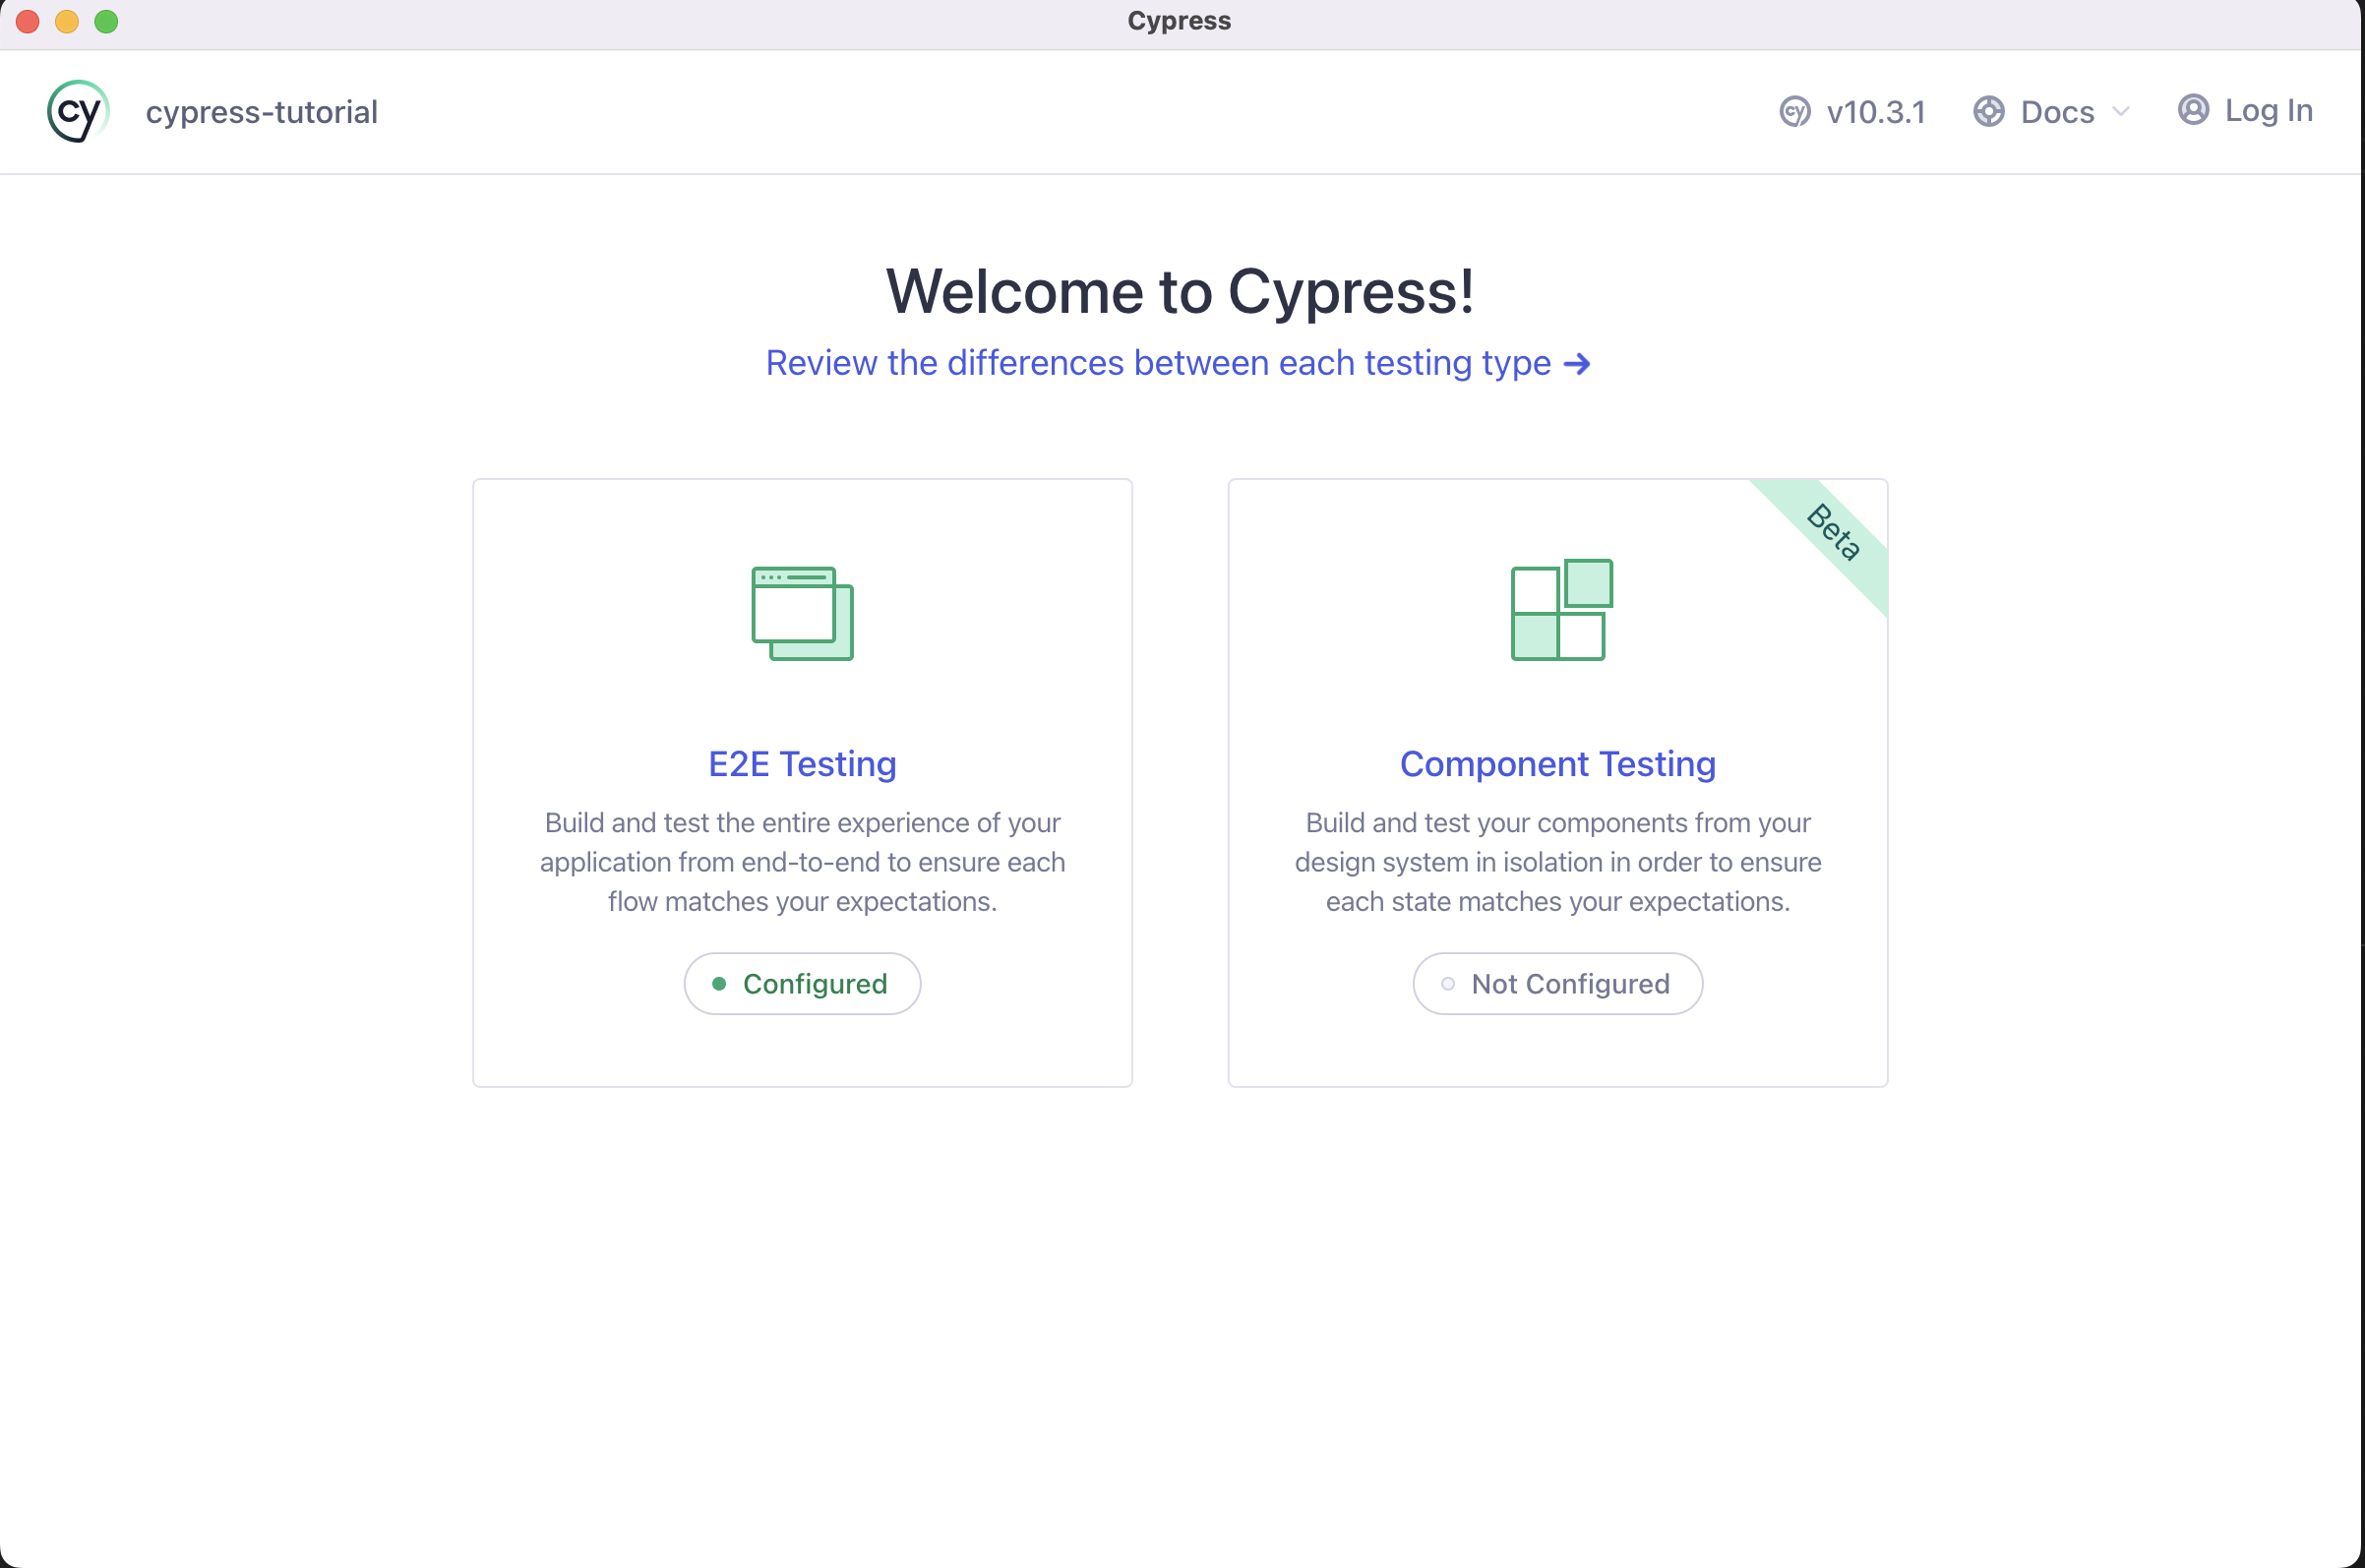 Cypress
cy
cypress-tutorial
cy v10.3.1
Docs
Log In
Welcome to Cypress!
Review the differences between each testing type →
Beta
E2E Testing
Build and test the entire experience of your
application from end-to-end to ensure each
flow matches your expectations.
Configured
Component Testing
Build and test your components from your
design system in isolation in order to ensure
each state matches your expectations.
Not Configured